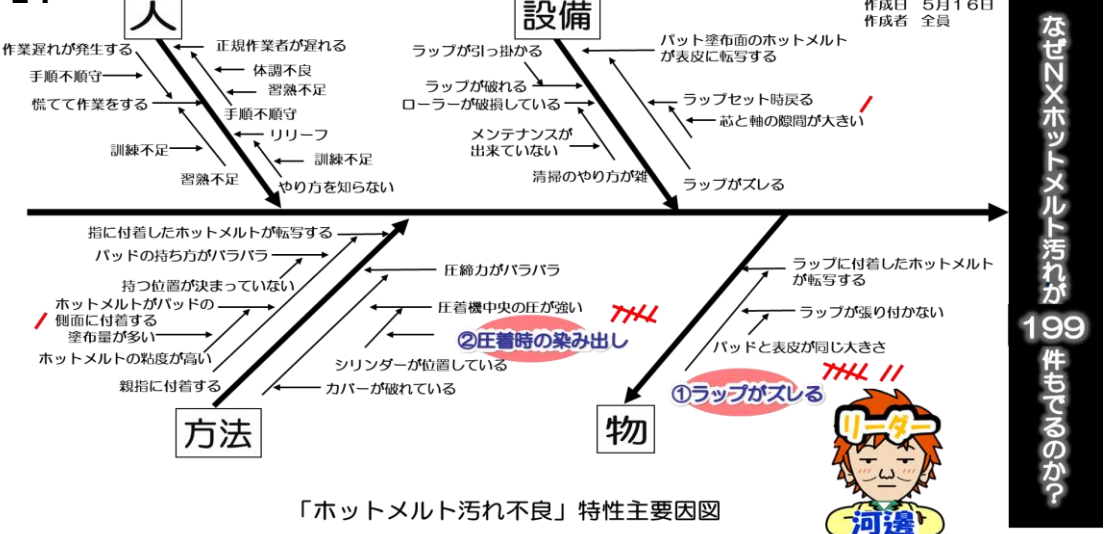 人
設備
作成日 5月16日
作成者 全員
作業遅れが発生する
手順不順守
慌てて作業をする
訓練不足
習熟不足
正規作業者が遅れる
体調不良
習熟不足
手順不順守
リリーフ
訓練不足
やり方を知らない
ラップが引っ掛かる
ラップが破れる
ローラーが破損している
メンテナンスが
出来ていない
清掃のやり方が雑
パット塗布面のホットメルト
が表皮に転写する
ラップセット時戻る
芯と軸の隙間が大きい
ラップがズレる
指に付着したホットメルトが転写する
パッドの持ち方がバラバラ
持つ位置が決まっていない
ホットメルトがパッドの
側面に付着する
塗布量が多い
ホットメルトの粘度が高い
親指に付着する
圧締力がバラバラ
圧着機中央の圧が強い
②圧着時の染み出し
シリンダーが位置している
カバーが破れている
方法
ラップに付着したホットメルト
が転写する
ラップが張り付かない
パッドと表皮が同じ大きさ
①ラップがズレる
物
リーダー
河邊
「ホットメルト汚れ不良」特性主要因図
なぜNXホットメルト汚れが199件もでるのか?